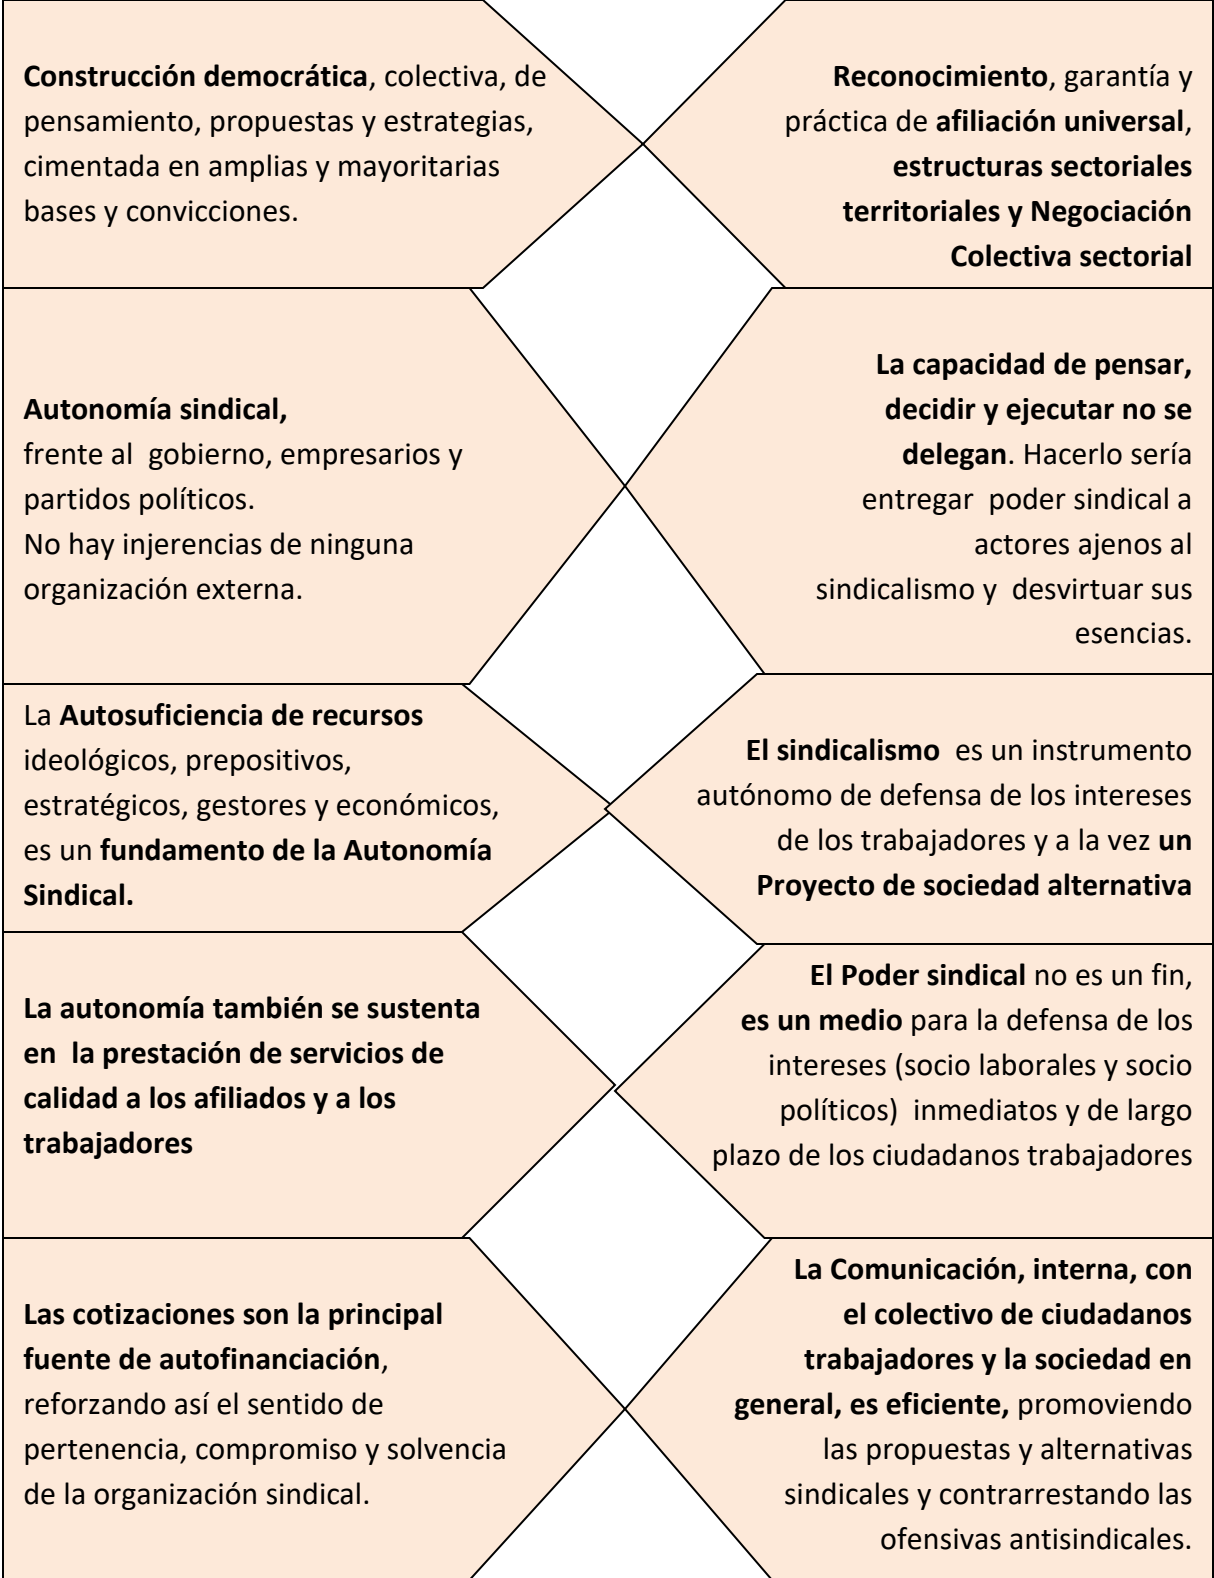 Construcción democrática, colectiva, de
pensamiento, propuestas y estrategias,
cimentada en amplias y mayoritarias
bases y convicciones.
Reconocimiento, garantía y
práctica de afiliación universal,
estructuras sectoriales
territoriales y Negociación
Colectiva sectorial
Autonomía sindical,
frente al gobierno, empresarios y
partidos políticos.
No hay injerencias de ninguna
organización externa.
La capacidad de pensar,
decidir y ejecutar no se
delegan. Hacerlo sería
entregar poder sindical a
actores ajenos al
sindicalismo y desvirtuar sus
esencias.
La Autosuficiencia de recursos
ideológicos, prepositivos,
estratégicos, gestores y económicos,
es un fundamento de la Autonomía
Sindical.
El sindicalismo es un instrumento
autónomo de defensa de los intereses
de los trabajadores y a la vez un
Proyecto de sociedad alternativa
La autonomía también se sustenta
en la prestación de servicios de
calidad a los afiliados y a los
trabajadores
El Poder sindical no es un fin,
es un medio para la defensa de los
intereses (socio laborales y socio
políticos) inmediatos y de largo
plazo de los ciudadanos trabajadores
Las cotizaciones son la principal
fuente de autofinanciación,
reforzando así el sentido de
pertenencia, compromiso y solvencia
de la organización sindical.
La Comunicación, interna, con
el colectivo de ciudadanos
trabajadores y la sociedad en
general, es eficiente, promoviendo
las propuestas y alternativas
sindicales y contrarrestando las
ofensivas antisindicales.